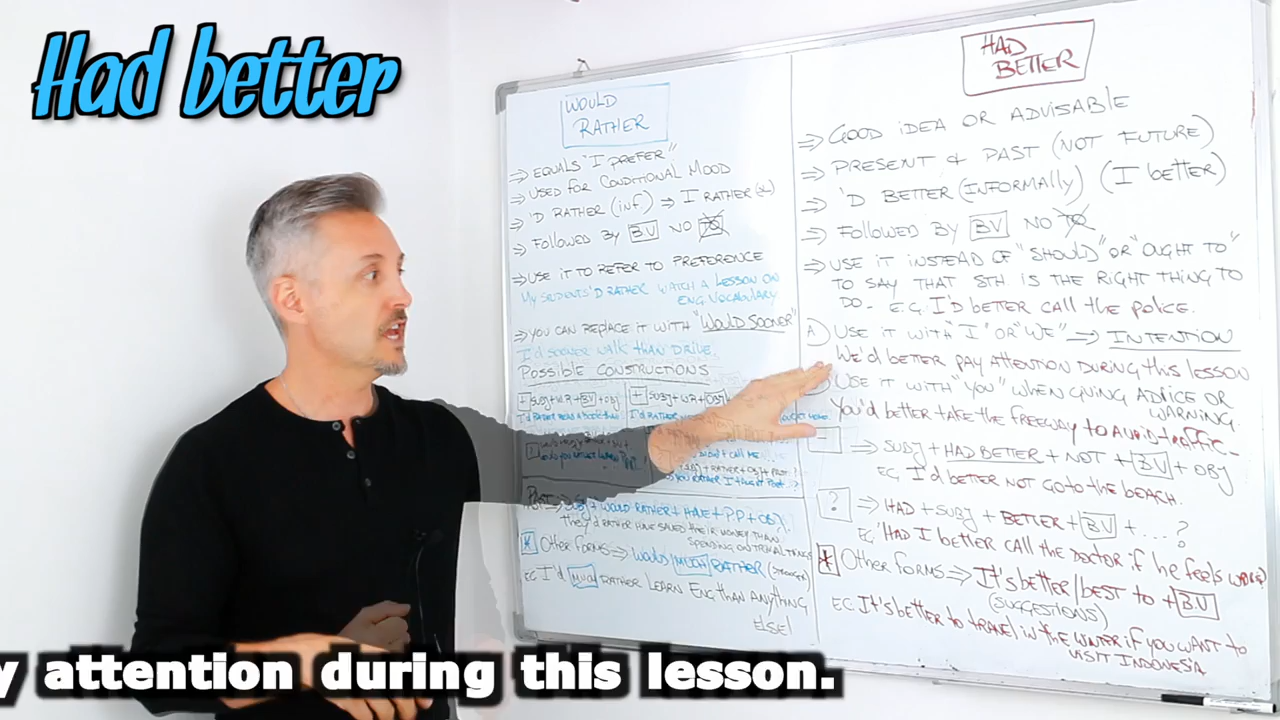 Had better
WOULD
RATHER
⇒ EQUALS "I PREFER"
⇒ USED FOR CONDITIONAL MOOD
⇒ 'D RATHER (inf) → I RATHER
⇒ Followed by BV NO TO
⇒ USE IT TO REFER TO PREFERENCE
MY STUDENTS'D RATHER WATCH A LESSON ON
ENG. VOCABULARY
⇒ YOU CAN REPLACE IT WITH "WOULD SOONER"
I'd SOONER WALK THAN DRIVE.
POSSIBLE CONSTRUCTIONS
PAST ⇒ SUBJ + WOULD RATHER + HAVE + P.P + OBJ.
THEY'D RATHER HAVE SAVED THEIR MONEY THAN
SPENDING ON TRIVIAL THINGS
* Other forms ⇒ WOULD MUCH RATHER (STRONGER)
EG I'd MUCH RATHER LEARN ENG THAN ANYTHING
ELSE!
HAD
BETTER
⇒ GOOD IDEA OR ADVISABLE
⇒ PRESENT & PAST (NOT FUTURE)
⇒ 'D BETTER (INFORMALLY) (I better)
⇒ Followed by BV NO TO
⇒ USE IT INSTEAD OF "SHOULD" OR "OUGHT TO"
TO SAY THAT STH. IS THE RIGHT THING TO
DO. E.G. I'D BETTER CALL THE POLICE.
A) USE IT WITH "I" OR "WE" ⇒ INTENTION
WE'd BETTER PAY ATTENTION DURING THIS LESSON
USE IT WITH "YOU" WHEN GIVING ADVICE OR
WARNING.
YOU'd BETTER TAKE THE FREEWAY TO AVOID TRAFFIC.
- ⇒ SUBJ + HAD BETTER + NOT + BV + OBJ
EG. I'd BETTER NOT GO TO THE BEACH.
? ⇒ HAD + SUBJ + BETTER + BV + ...?
EG. "HAD I BETTER CALL THE DOCTOR, if he feels worse?
* Other forms ⇒ It's better/best to + BV
(SUGGESTIONS)
EG. It's better to travel in the winter if you want to
VISIT INDONESIA.
attention during this lesson.